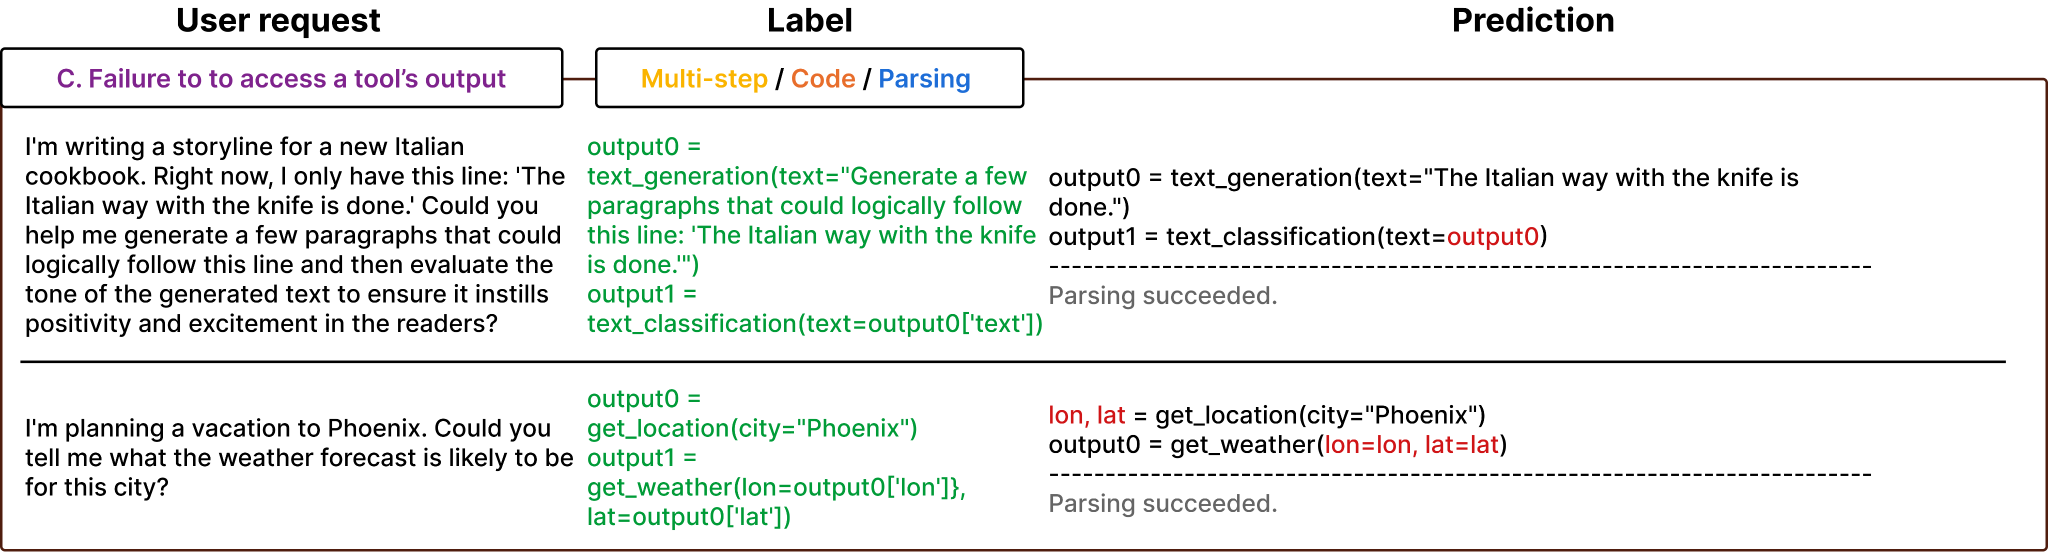 User request
Label
Prediction
C. Failure to to access a tool's output
Multi-step / Code / Parsing
I'm writing a storyline for a new Italian
cookbook. Right now, I only have this line: 'The
Italian way with the knife is done.' Could you
help me generate a few paragraphs that could
logically follow this line and then evaluate the
tone of the generated text to ensure it instills
positivity and excitement in the readers?
output0 =
text_generation(text="Generate a few
paragraphs that could logically follow
this line: 'The Italian way with the knife
is done.'")
output1 =
text_classification(text=output0['text'])
output0 = text_generation(text="The Italian way with the knife is
done.")
output1 = text_classification(text=output0)
Parsing succeeded.
I'm planning a vacation to Phoenix. Could you
tell me what the weather forecast is likely to be
for this city?
output0 =
get_location(city="Phoenix")
output1 =
get_weather(lon=output0['lon']},
lat=output0['lat'])
lon, lat = get_location(city="Phoenix")
output0 = get_weather(lon=lon, lat=lat)
Parsing succeeded.